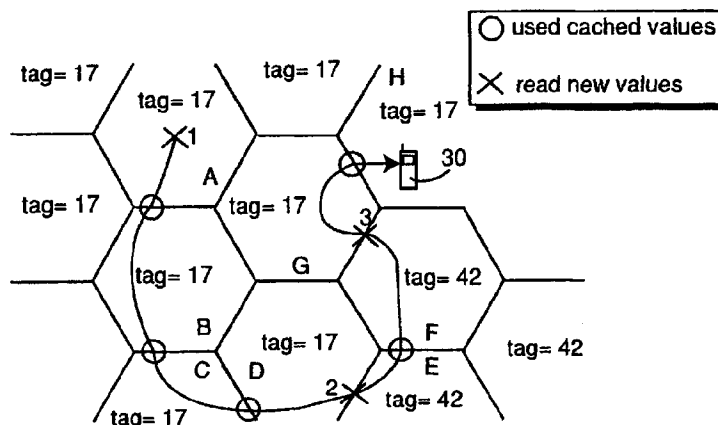 used cached values
read new values
tag= 17
tag= 17
tag= 17
H
tag= 17
1
30
A
tag= 17
tag= 17
3
tag= 17
G
tag= 42
B
F
tag= 17
C
D
E
tag= 42
2
tag= 42
tag= 17